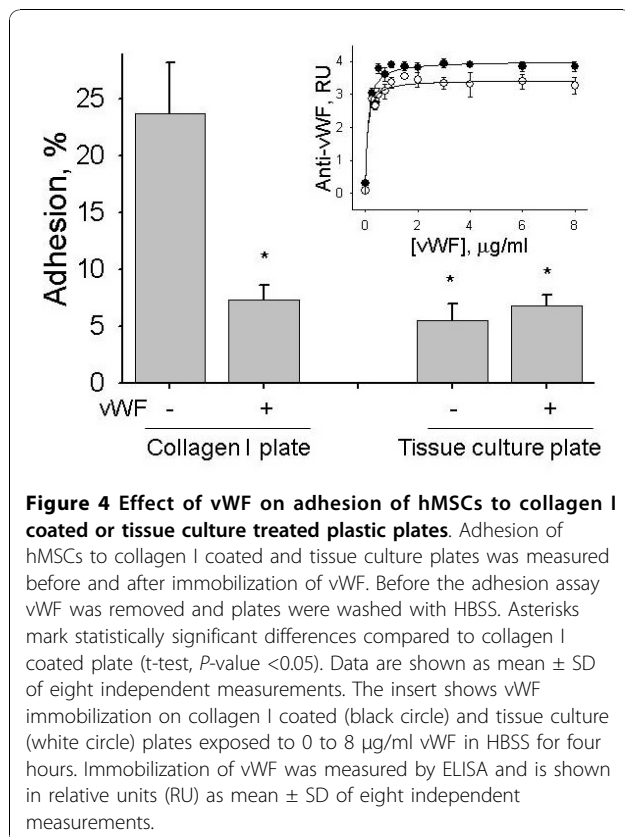 Adhesion, %
25
20
15
10
5
0
Anti-vWF, RU
4
3
2
1
0
0 2 4 6 8
[vWF], µg/ml
*
* *
vWF - + - +
Collagen I plate Tissue culture plate
Figure 4 Effect of vWF on adhesion of hMSCs to collagen I
coated or tissue culture treated plastic plates. Adhesion of
hMSCs to collagen I coated and tissue culture plates was measured
before and after immobilization of vWF. Before the adhesion assay
vWF was removed and plates were washed with HBSS. Asterisks
mark statistically significant differences compared to collagen I
coated plate (t-test, P-value <0.05). Data are shown as mean ± SD
of eight independent measurements. The insert shows vWF
immobilization on collagen I coated (black circle) and tissue culture
(white circle) plates exposed to 0 to 8 µg/ml vWF in HBSS for four
hours. Immobilization of vWF was measured by ELISA and is shown
in relative units (RU) as mean ± SD of eight independent
measurements.